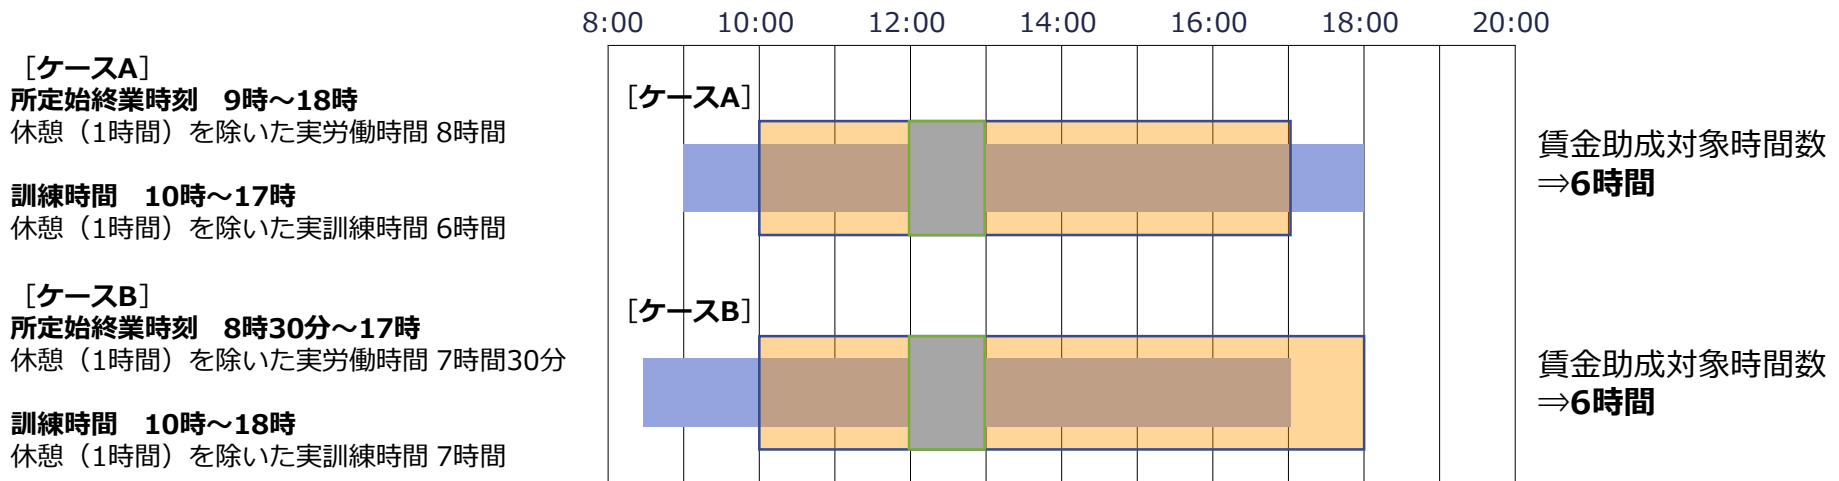 8:00 10:00 12:00 14:00 16:00 18:00 20:00
［ケースA］
所定始終業時刻　9時～18時
休憩（1時間）を除いた実労働時間 8時間
訓練時間　10時～17時
休憩（1時間）を除いた実訓練時間 6時間
［ケースA］
賃金助成対象時間数
⇒6時間
［ケースB］
所定始終業時刻　8時30分～17時
休憩（1時間）を除いた実労働時間 7時間30分
訓練時間　10時～18時
休憩（1時間）を除いた実訓練時間 7時間
［ケースB］
賃金助成対象時間数
⇒6時間